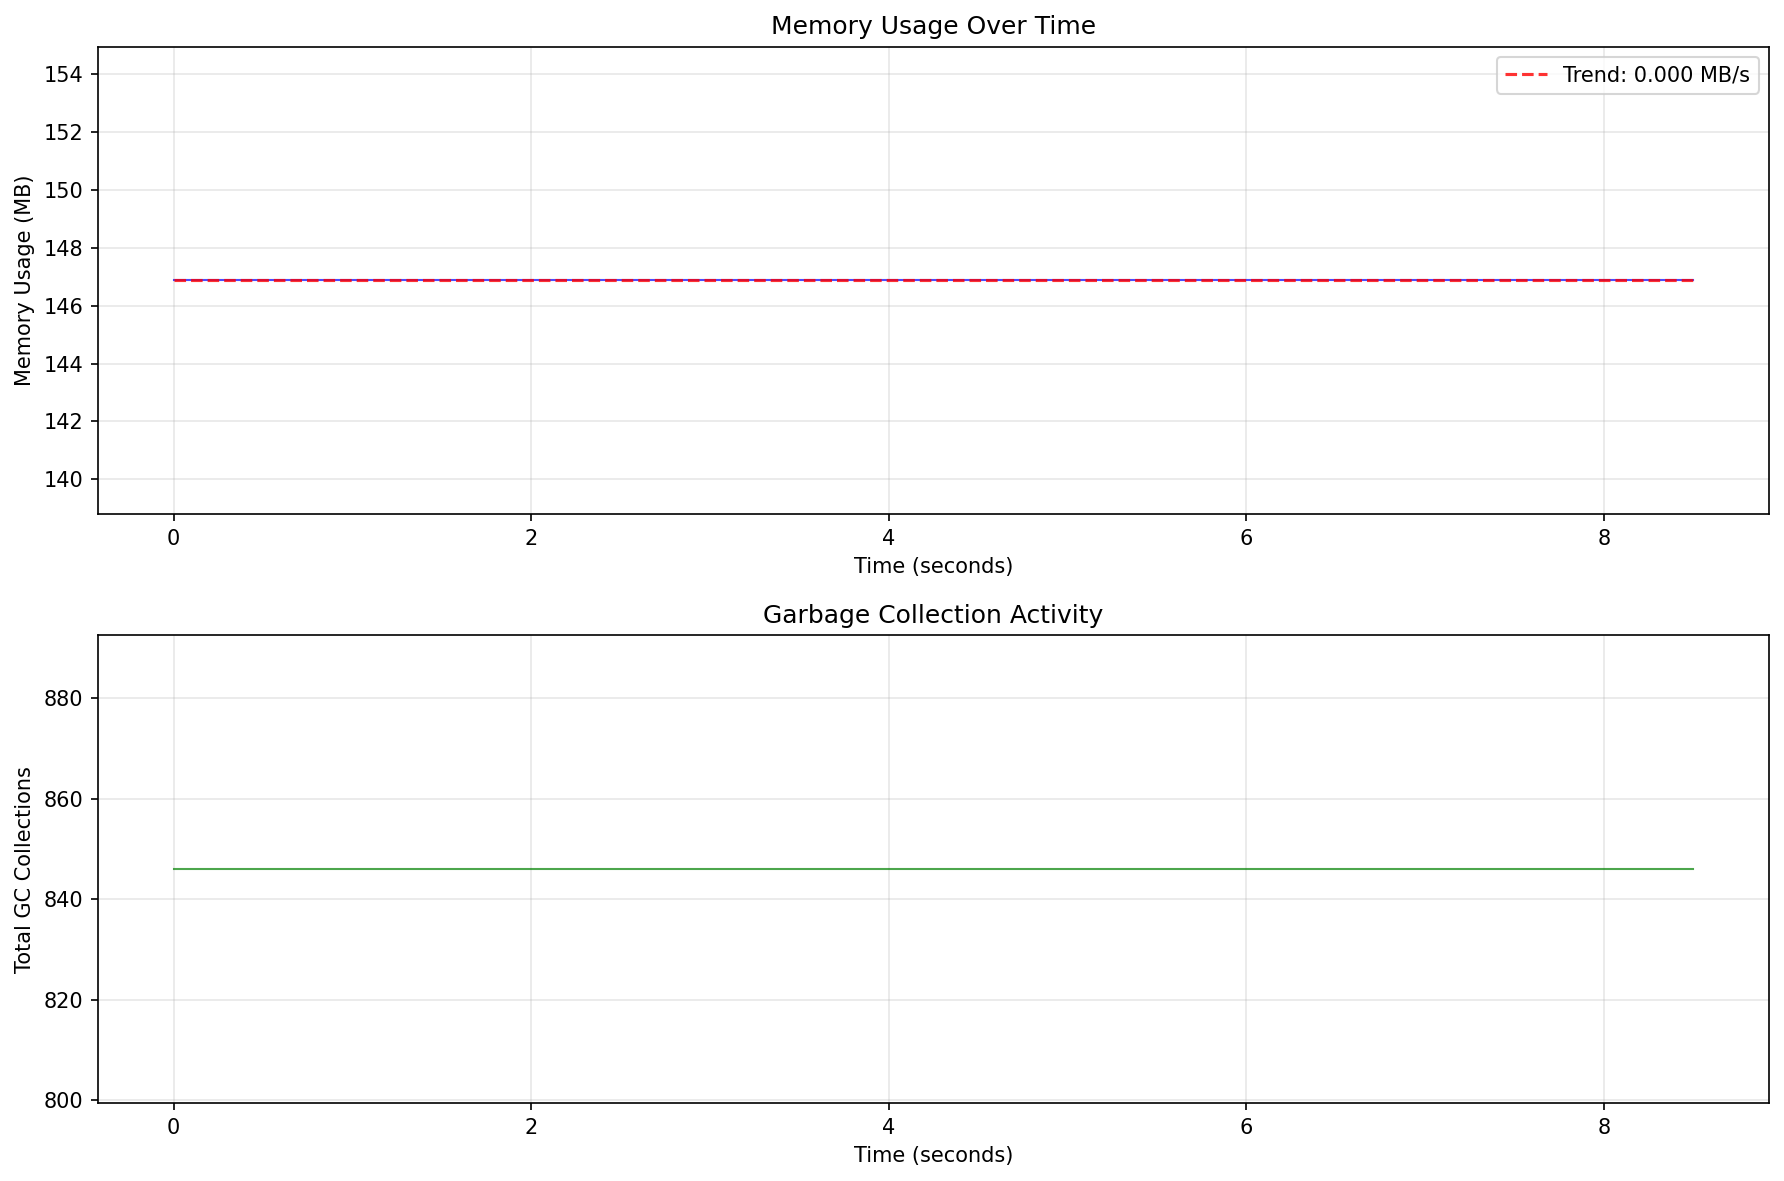 Memory Usage Over Time
Trend: 0.000 MB/s
Memory Usage (MB)
154
152
150
148
146
144
142
140
0 2 4 6 8
Time (seconds)
Garbage Collection Activity
Total GC Collections
880
860
840
820
800
0 2 4 6 8
Time (seconds)